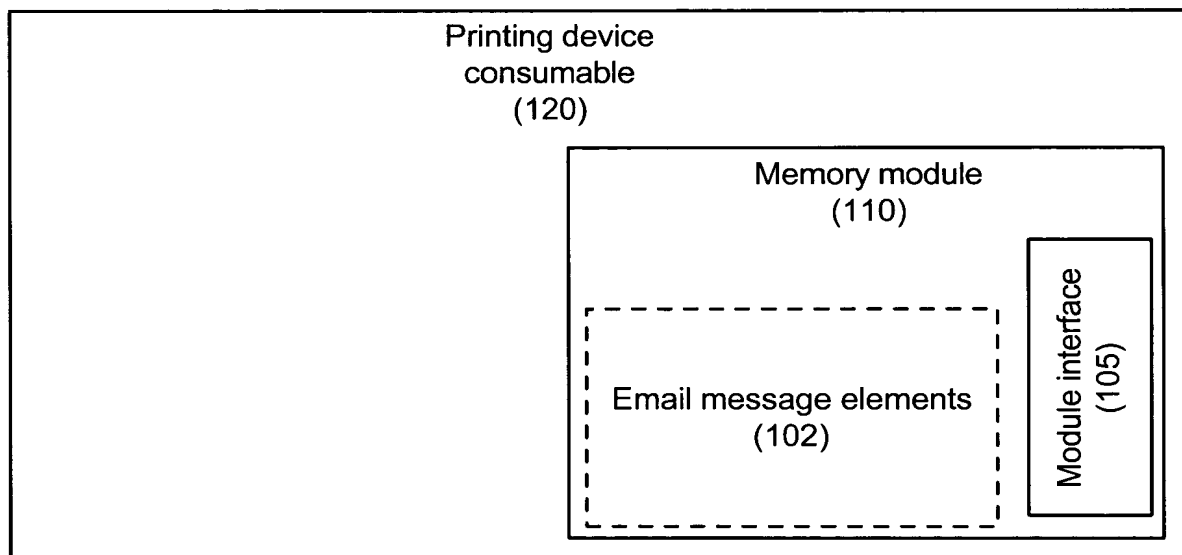 Printing device
consumable
(120)
Memory module
(110)
Email message elements
(102)
Module interface
(105)